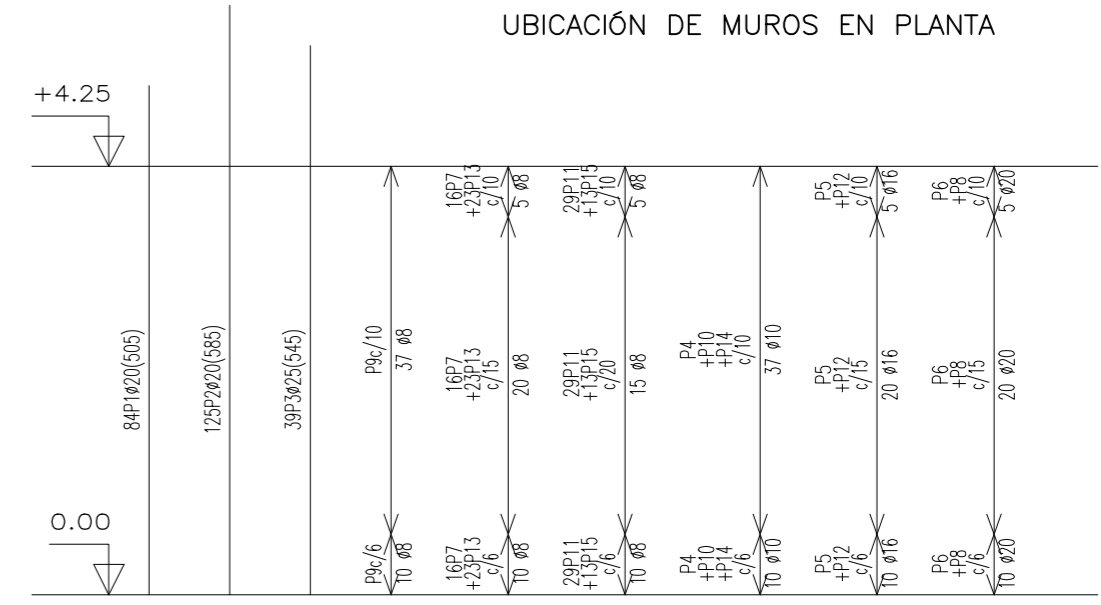 UBICACIÓN DE MUROS EN PLANTA
+4.25
0.00
84P1ø20(505)
125P2ø20(585)
39P3ø25(545)
P9c/10
37 ø8
P9c/6
10 ø8
16P7
+23P13
c/10
5 ø8
16P7
+23P13
c/15
20 ø8
16P7
+23P13
c/6
10 ø8
29P11
+13P15
c/10
5 ø8
29P11
+13P15
c/20
15 ø8
29P11
+13P15
c/6
10 ø8
P4
+P10
+P14
c/10
37 ø10
P4
+P10
+P14
c/6
10 ø10
P5
+P12
c/10
5 ø16
P5
+P12
c/15
20 ø16
P5
+P12
c/6
10 ø16
P6
+P8
c/10
5 ø20
P6
+P8
c/15
20 ø20
P6
+P8
c/6
10 ø20